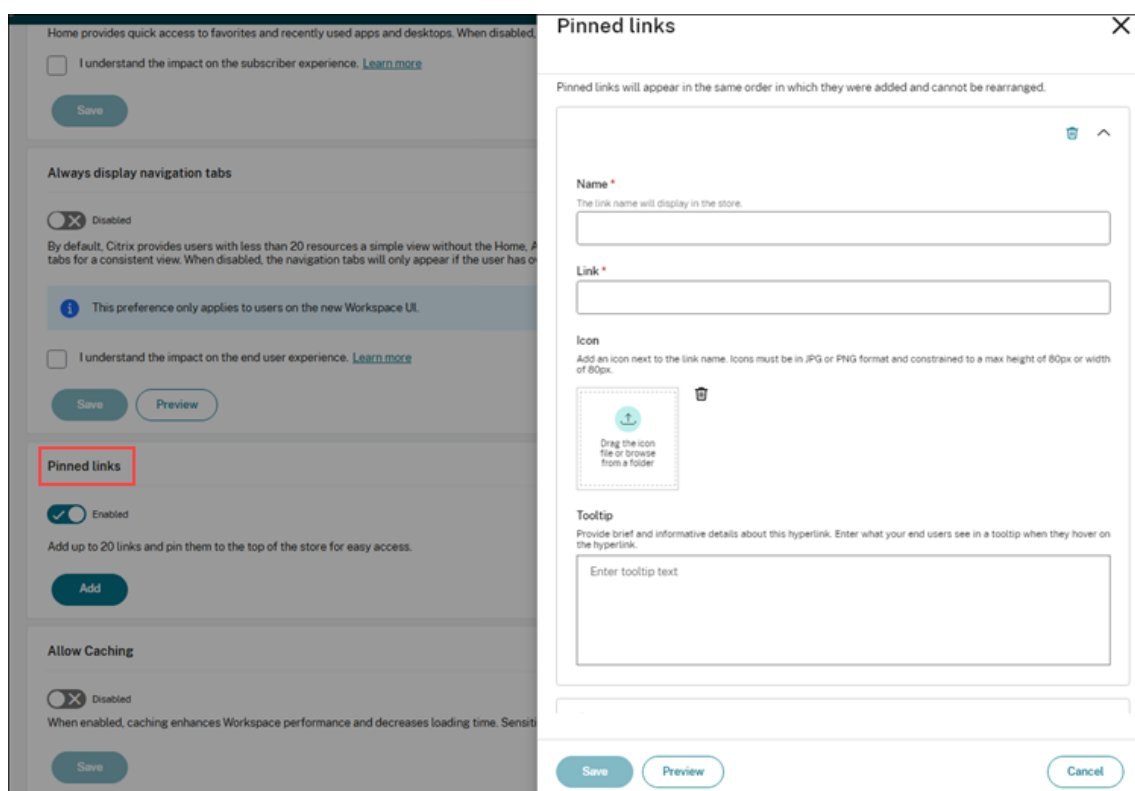 Home provides quick access to favorites and recently used apps and desktops. When disabled,
I understand the impact on the subscriber experience. Learn more
Save
Always display navigation tabs
Disabled
By default, Citrix provides users with less than 20 resources a simple view without the Home, A
tabs for a consistent view. When disabled, the navigation tabs will only appear if the user has o
This preference only applies to users on the new Workspace UI.
I understand the impact on the end user experience. Learn more
Save
Preview
Pinned links
Enabled
Add up to 20 links and pin them to the top of the store for easy access.
Add
Allow Caching
Disabled
When enabled, caching enhances Workspace performance and decreases loading time. Sensiti
Save
Pinned links
Pinned links will appear in the same order in which they were added and cannot be rearranged.
Name *
The link name will display in the store.
Link *
Icon
Add an icon next to the link name. Icons must be in JPG or PNG format and constrained to a max height of 80px or width
of 80px.
Drag the icon
file or browse
from a folder
Tooltip
Provide brief and informative details about this hyperlink. Enter what your end users see in a tooltip when they hover on
the hyperlink.
Enter tooltip text
Save
Preview
Cancel